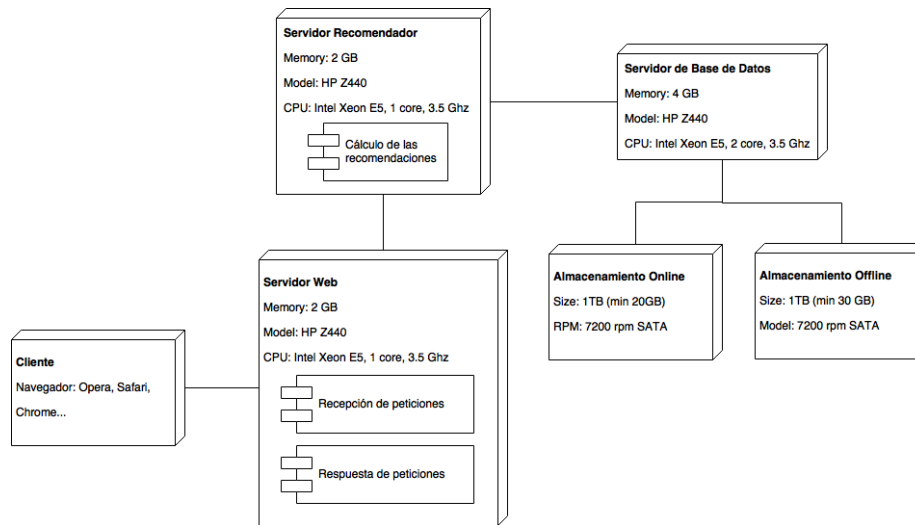 Servidor Recomendador
Memory: 2 GB
Model: HP Z440
CPU: Intel Xeon E5, 1 core, 3.5 Ghz
Cálculo de las
recomendaciones
Servidor de Base de Datos
Memory: 4 GB
Model: HP Z440
CPU: Intel Xeon E5, 2 core, 3.5 Ghz
Almacenamiento Online
Size: 1TB (min 20GB)
RPM: 7200 rpm SATA
Almacenamiento Offline
Size: 1TB (min 30 GB)
Model: 7200 rpm SATA
Servidor Web
Memory: 2 GB
Model: HP Z440
CPU: Intel Xeon E5, 1 core, 3.5 Ghz
Recepción de peticiones
Respuesta de peticiones
Cliente
Navegador: Opera, Safari,
Chrome...